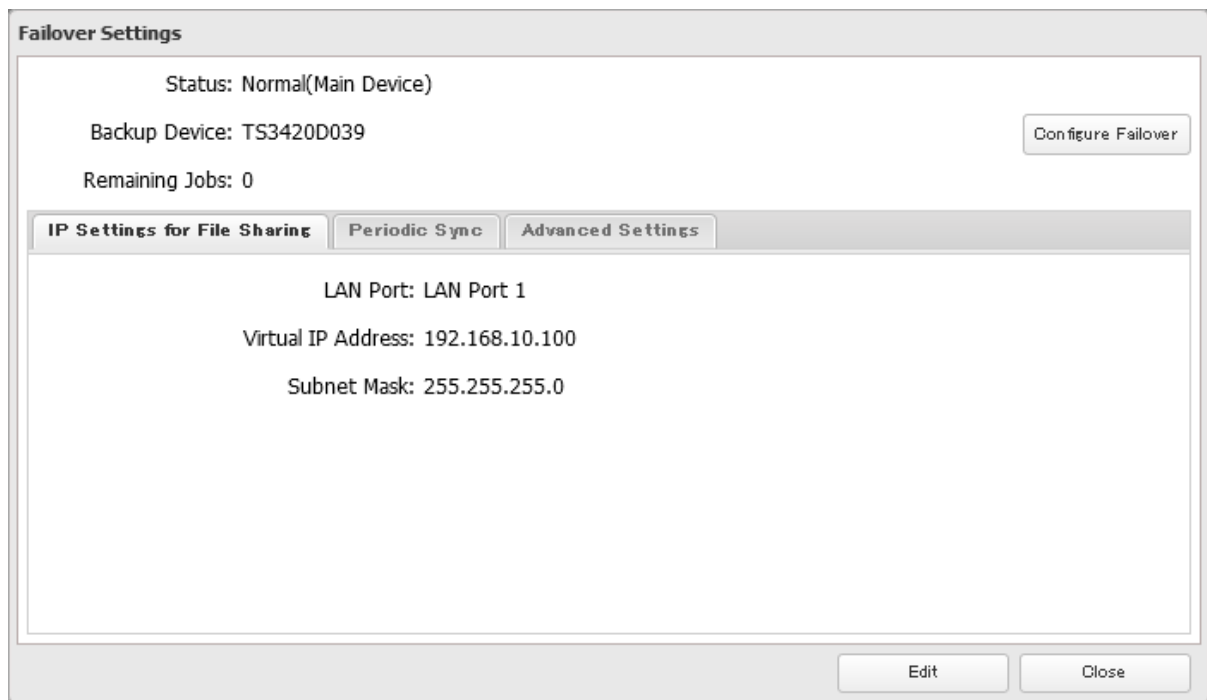 Failover Settings
Status: Normal(Main Device)
Backup Device: TS3420D039
Configure Failover
Remaining Jobs: 0
IP Settings for File Sharing
Periodic Sync
Advanced Settings
LAN Port: LAN Port 1
Virtual IP Address: 192.168.10.100
Subnet Mask: 255.255.255.0
Edit
Close